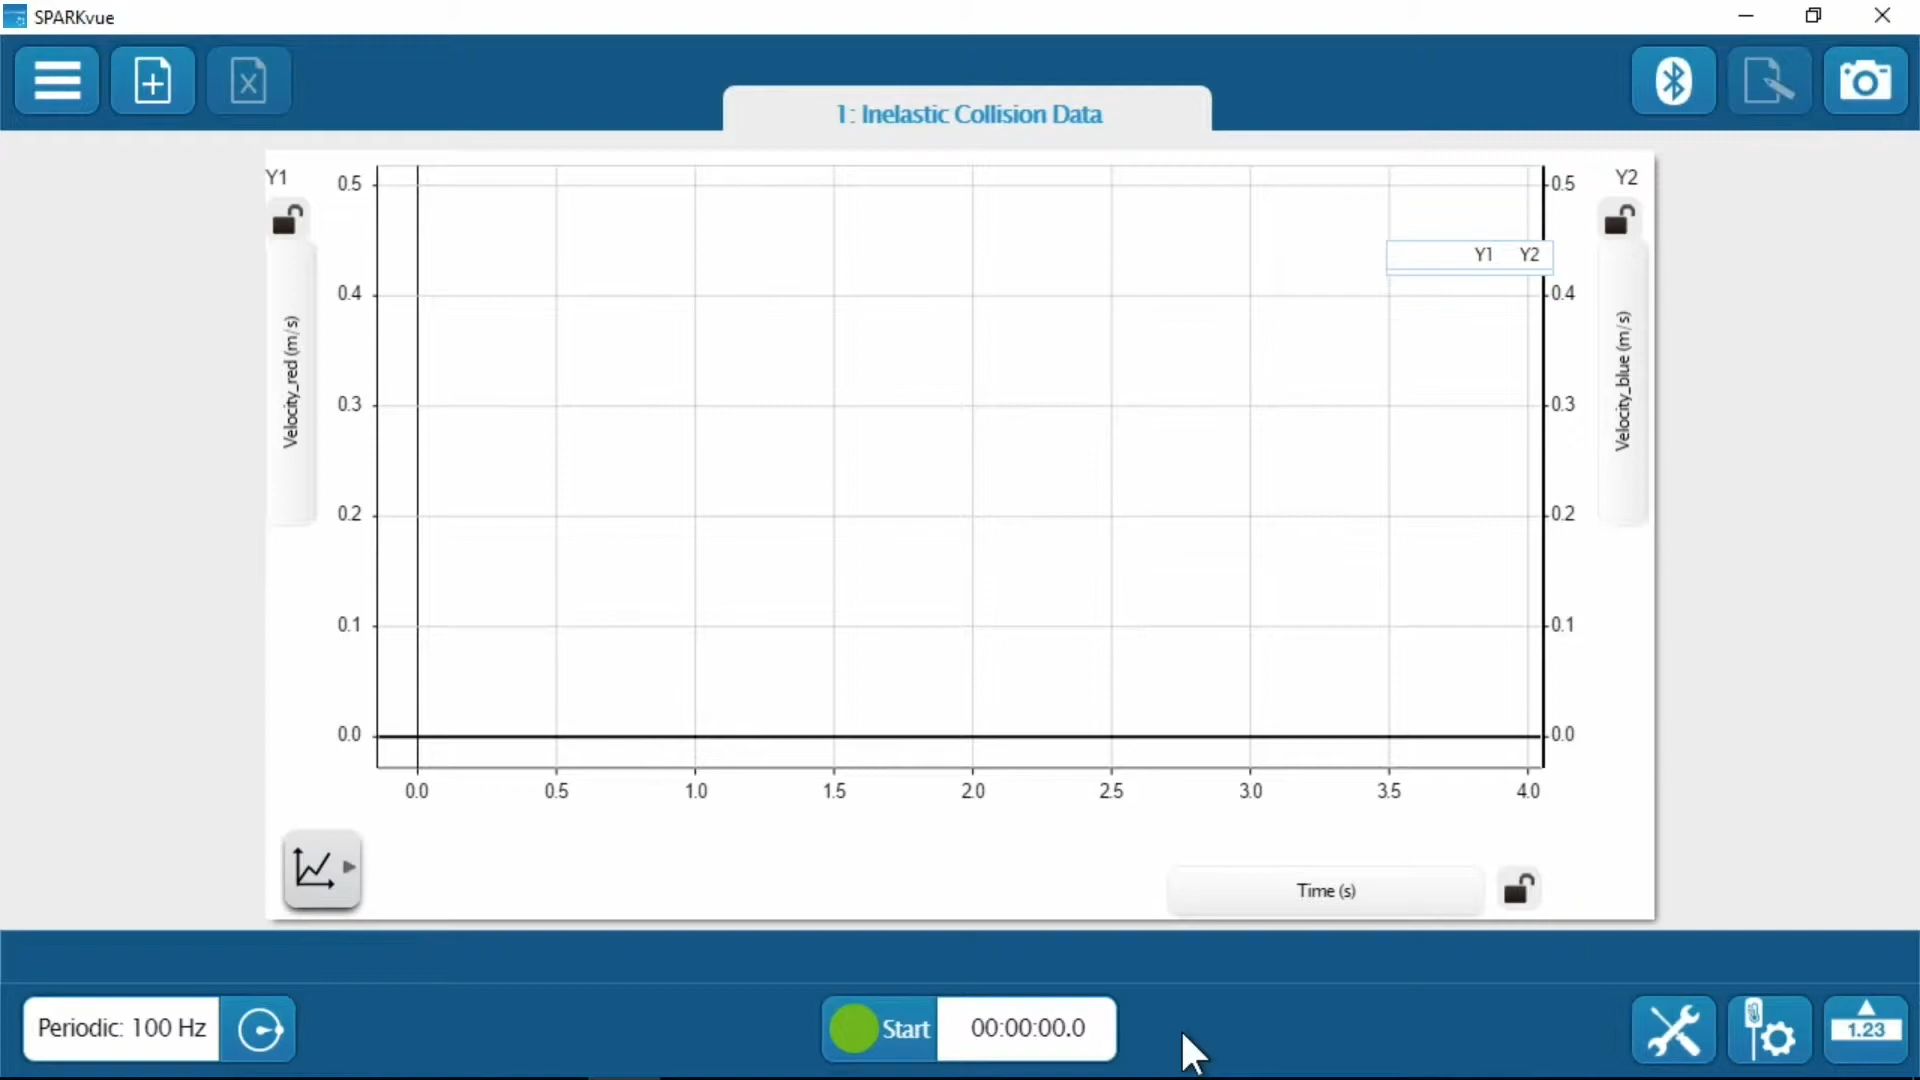 SPARKvue
1: Inelastic Collision Data
Y1
Y2
0.5
0.4
0.3
0.2
0.1
0.0
Velocity_red (m/s)
Y1 Y2
0.5
0.4
0.3
0.2
0.1
0.0
Velocity_blue (m/s)
0.0 0.5 1.0 1.5 2.0 2.5 3.0 3.5 4.0
Time (s)
Periodic: 100 Hz
Start 00:00:00.0
1.23